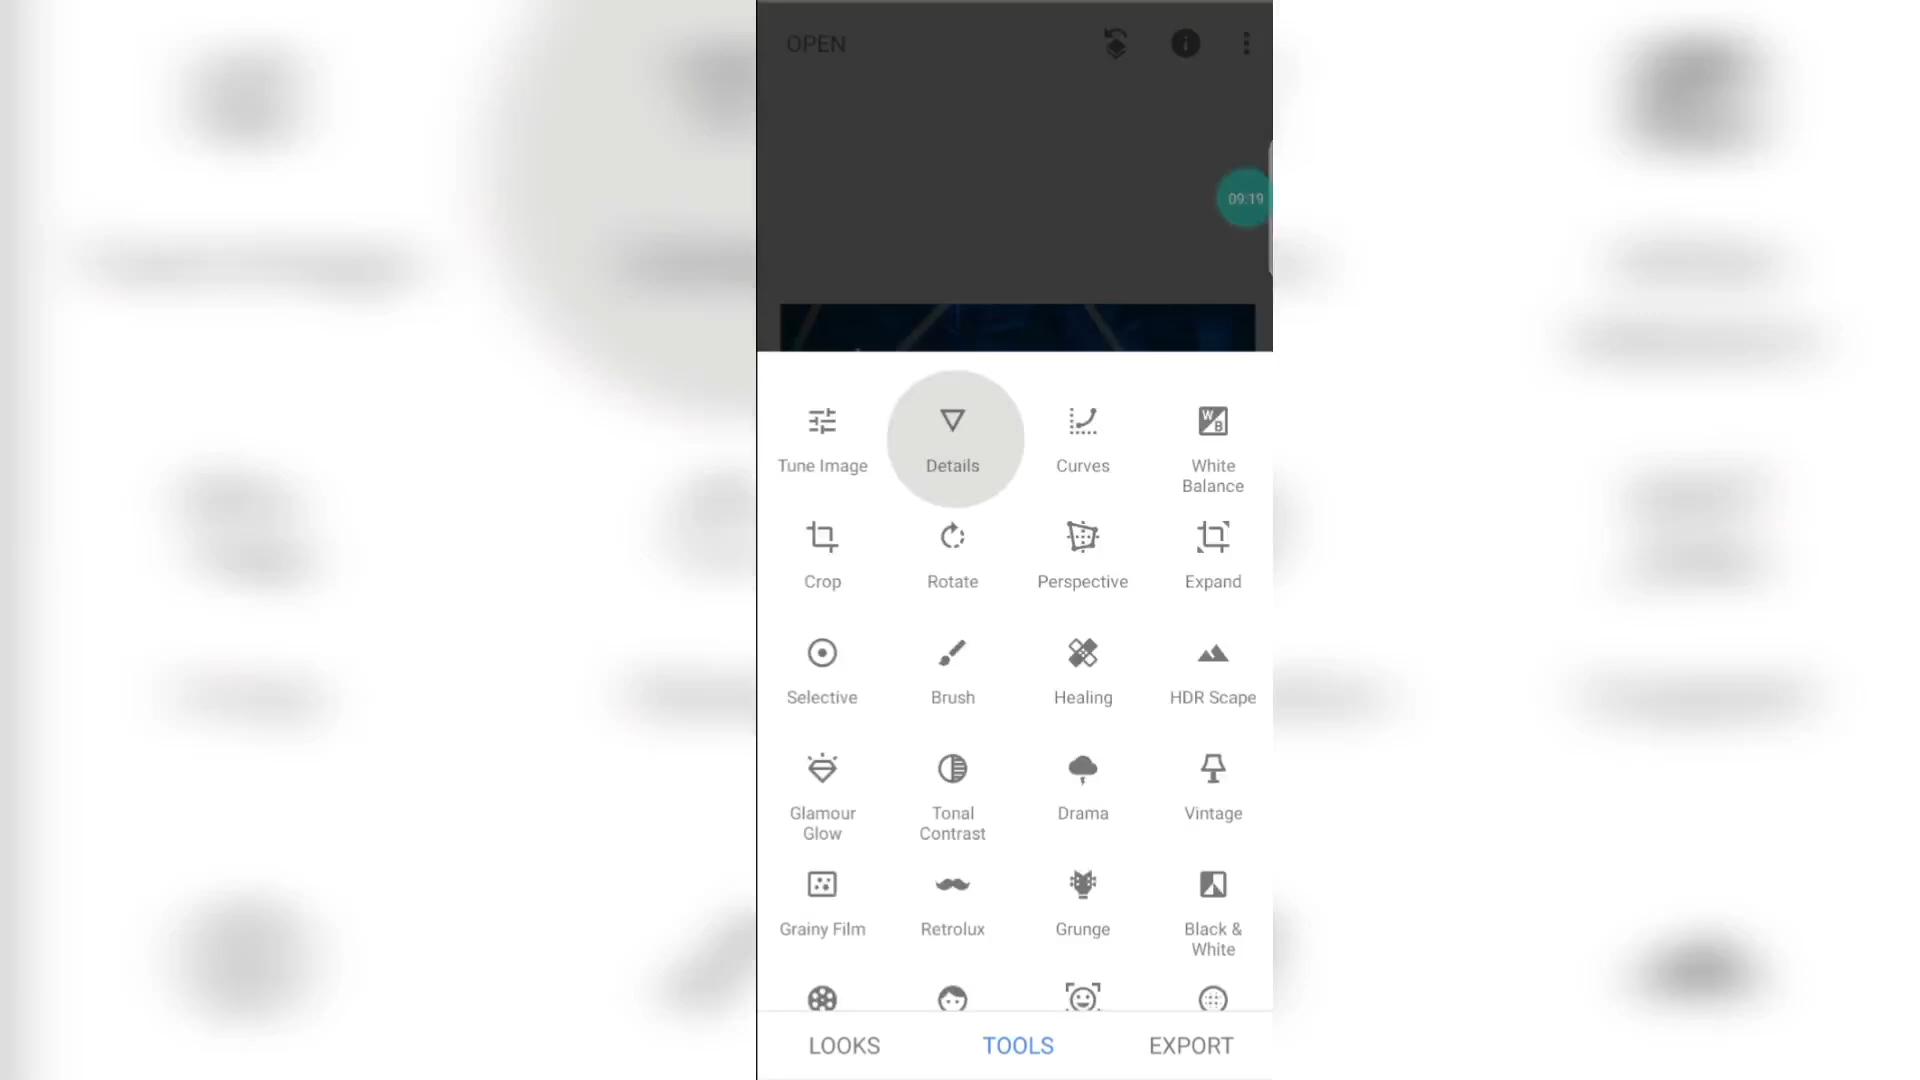 OPEN
09:19
Tune Image
Details
Curves
White
Balance
Crop
Rotate
Perspective
Expand
Selective
Brush
Healing
HDR Scape
Glamour
Glow
Tonal
Contrast
Drama
Vintage
Grainy Film
Retrolux
Grunge
Black &
White
LOOKS
TOOLS
EXPORT